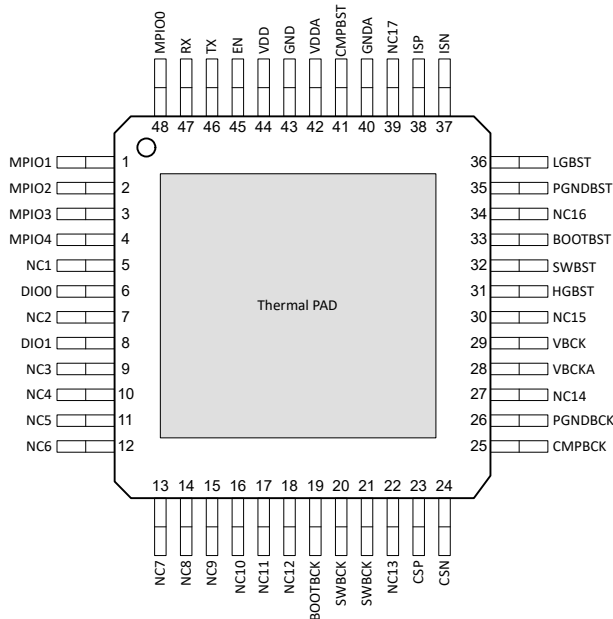 MPIO0 RX TX EN VDD GND VDDA CMPBST GNDA NC17 ISP ISN
48 47 46 45 44 43 42 41 40 39 38 37
MPIO1 1 36 LGBST
MPIO2 2 35 PGNDBST
MPIO3 3 34 NC16
MPIO4 4 33 BOOTBST
NC1 5 32 SWBST
DIO0 6 31 HGBST
Thermal PAD
NC2 7 30 NC15
DIO1 8 29 VBCK
NC3 9 28 VBCKA
NC4 10 27 NC14
NC5 11 26 PGNDBCK
NC6 12 25 CMPBCK
13 14 15 16 17 18 19 20 21 22 23 24
NC7 NC8 NC9 NC10 NC11 NC12 BOOTBCK SWBCK SWBCK NC13 CSP CSN